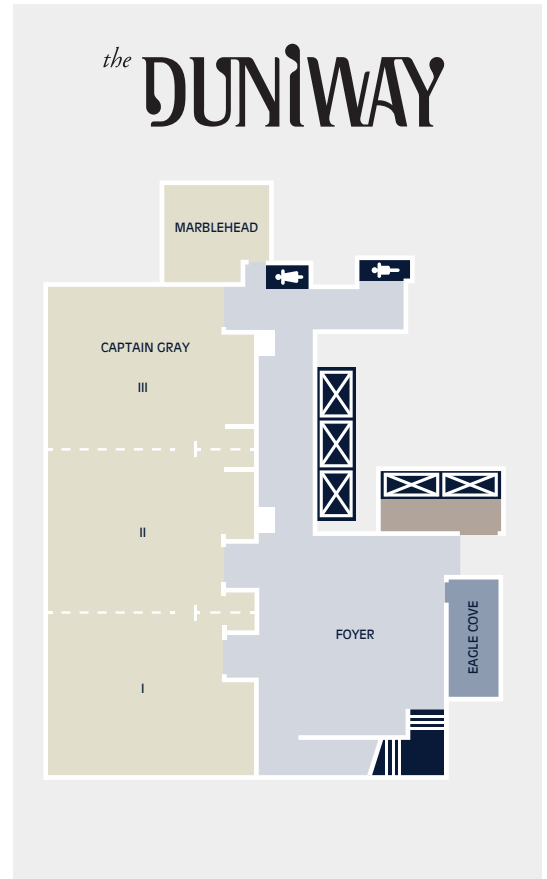 the DUNIWAY
MARBLEHEAD
CAPTAIN GRAY
III
II
FOYER
EAGLE COVE
I